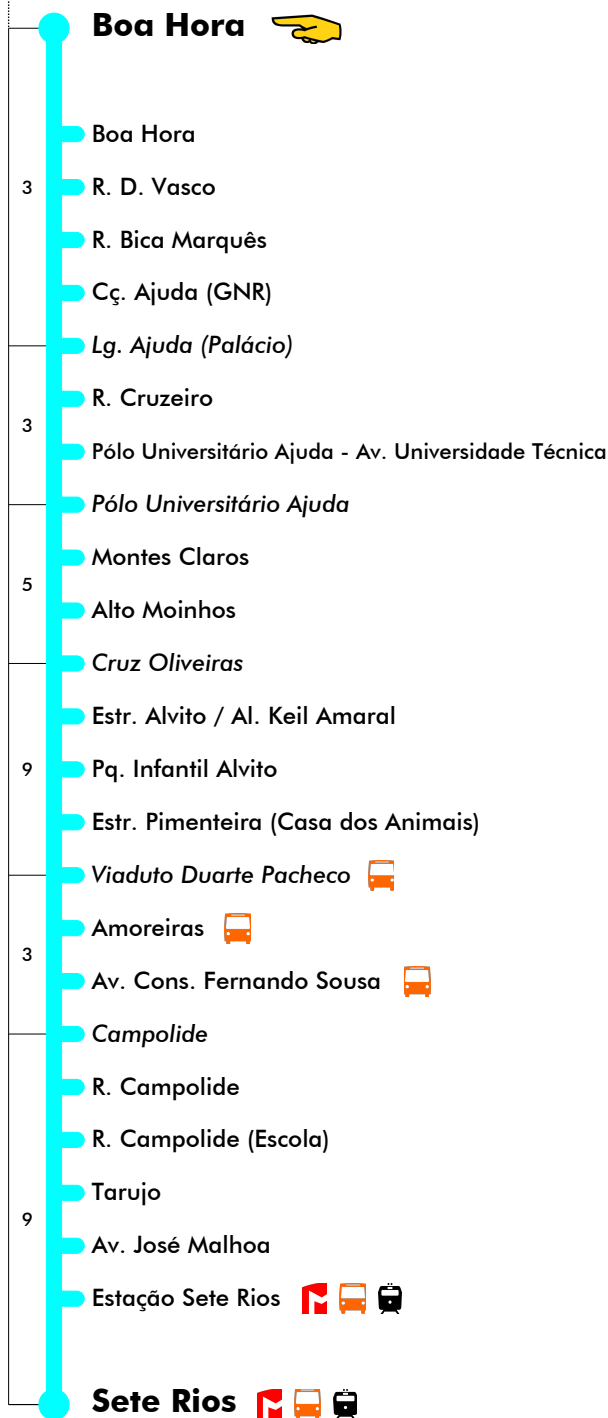 Boa Hora
Boa Hora
3
R. D. Vasco
R. Bica Marquês
Cç. Ajuda (GNR)
Lg. Ajuda (Palácio)
R. Cruzeiro
3
Pólo Universitário Ajuda - Av. Universidade Técnica
Pólo Universitário Ajuda
Montes Claros
5
Alto Moinhos
Cruz Oliveiras
Estr. Alvito / Al. Keil Amaral
9
Pq. Infantil Alvito
Estr. Pimenteira (Casa dos Animais)
Viaduto Duarte Pacheco
Amoreiras
3
Av. Cons. Fernando Sousa
Campolide
R. Campolide
R. Campolide (Escola)
Tarujo
9
Av. José Malhoa
Estação Sete Rios
Sete Rios